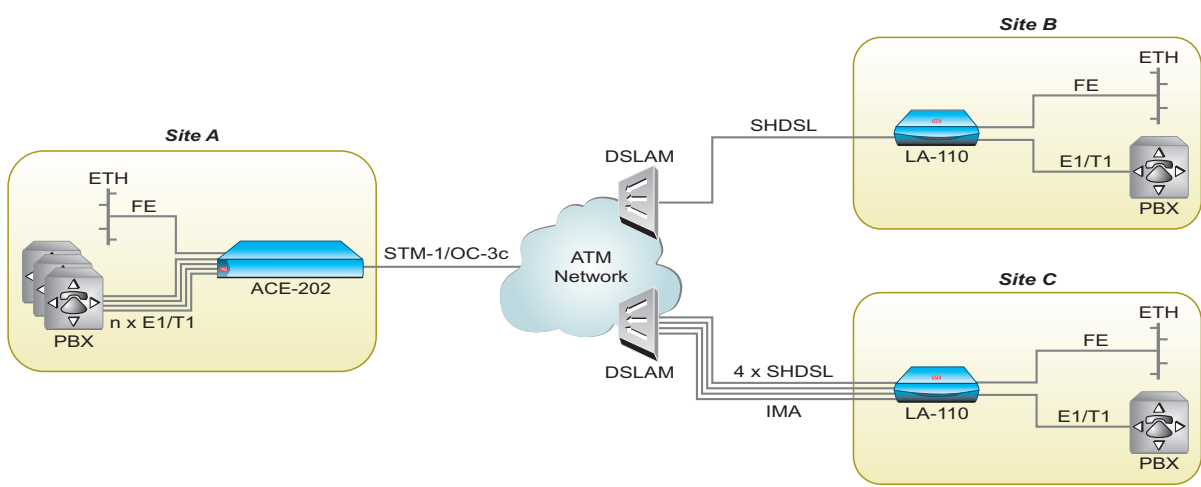 Site A
ETH
FE
ACE-202
n x E1/T1
PBX
STM-1/OC-3c
ATM
Network
DSLAM
DSLAM
SHDSL
4 x SHDSL
IMA
Site B
ETH
FE
LA-110
E1/T1
PBX
Site C
ETH
FE
LA-110
E1/T1
PBX